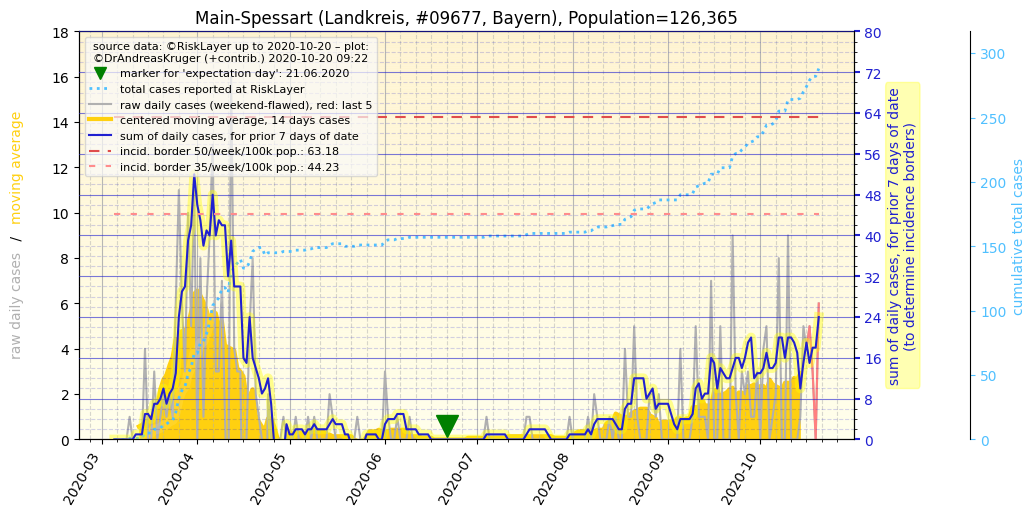 Main-Spessart (Landkreis, #09677, Bayern), Population=126,365
source data: ©RiskLayer up to 2020-10-20 – plot:
©DrAndreasKruger (+contrib.) 2020-10-20 09:22
marker for 'expectation day': 21.06.2020
total cases reported at RiskLayer
raw daily cases (weekend-flawed), red: last 5
centered moving average, 14 days cases
sum of daily cases, for prior 7 days of date
incid. border 50/week/100k pop.: 63.18
incid. border 35/week/100k pop.: 44.23
raw daily cases / moving average
18
16
14
12
10
8
6
4
2
0
2020-03
2020-04
2020-05
2020-06
2020-07
2020-08
2020-09
2020-10
80
72
64
56
48
40
32
24
16
8
0
sum of daily cases, for prior 7 days of date
(to determine incidence borders)
300
250
200
150
100
50
0
cumulative total cases